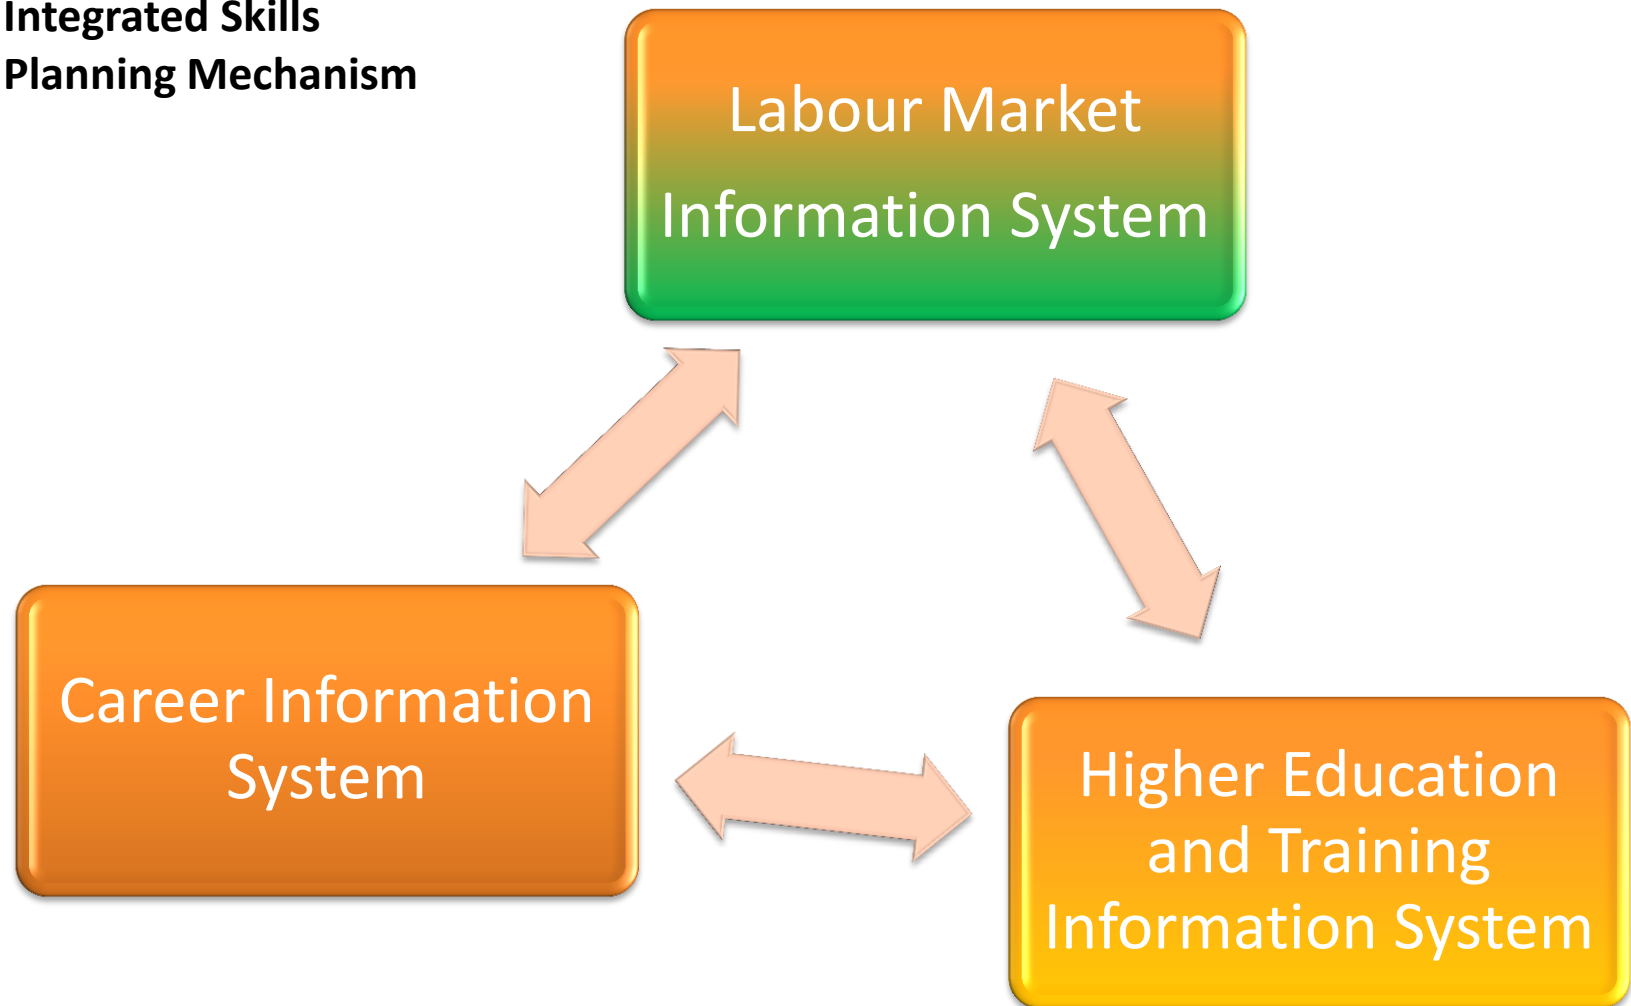 Integrated Skills
Planning Mechanism
Labour Market
Information System
Career Information
System
Higher Education
and Training
Information System